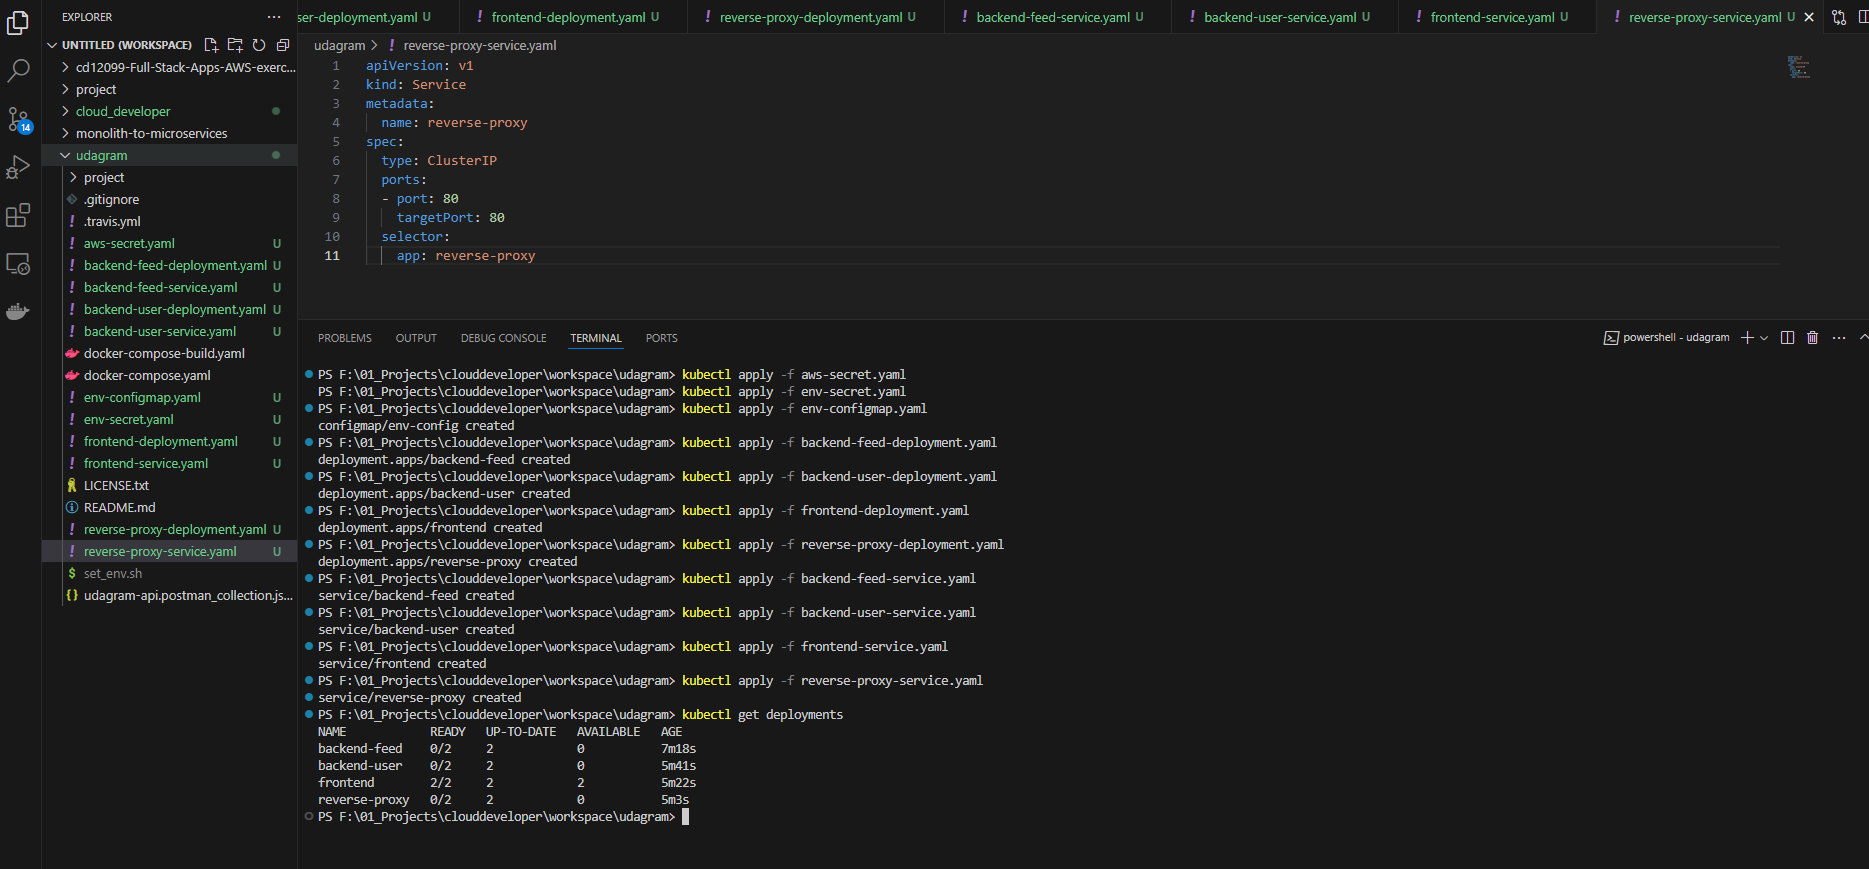 EXPLORER
UNTITLED (WORKSPACE)
cd12099-Full-Stack-Apps-AWS-exerc...
project
cloud_developer
monolith-to-microservices
udagram
project
.gitignore
.travis.yml
aws-secret.yaml U
backend-feed-deployment.yaml U
backend-feed-service.yaml U
backend-user-deployment.yaml U
backend-user-service.yaml U
docker-compose-build.yaml
docker-compose.yaml
env-configmap.yaml U
env-secret.yaml U
frontend-deployment.yaml U
frontend-service.yaml U
LICENSE.txt
README.md
reverse-proxy-deployment.yaml U
reverse-proxy-service.yaml U
set_env.sh
udagram-api.postman_collection.js...
14
ser-deployment.yaml U
frontend-deployment.yaml U
reverse-proxy-deployment.yaml U
backend-feed-service.yaml U
backend-user-service.yaml U
frontend-service.yaml U
reverse-proxy-service.yaml U
udagram > ! reverse-proxy-service.yaml
1 apiVersion: v1
2 kind: Service
3 metadata:
4 name: reverse-proxy
5 spec:
6 type: ClusterIP
7 ports:
8 - port: 80
9 targetPort: 80
10 selector:
11 app: reverse-proxy
PROBLEMS OUTPUT DEBUG CONSOLE TERMINAL PORTS
powershell - udagram
PS F:\01_Projects\clouddeveloper\workspace\udagram> kubectl apply -f aws-secret.yaml
PS F:\01_Projects\clouddeveloper\workspace\udagram> kubectl apply -f env-secret.yaml
PS F:\01_Projects\clouddeveloper\workspace\udagram> kubectl apply -f env-configmap.yaml
configmap/env-config created
PS F:\01_Projects\clouddeveloper\workspace\udagram> kubectl apply -f backend-feed-deployment.yaml
deployment.apps/backend-feed created
PS F:\01_Projects\clouddeveloper\workspace\udagram> kubectl apply -f backend-user-deployment.yaml
deployment.apps/backend-user created
PS F:\01_Projects\clouddeveloper\workspace\udagram> kubectl apply -f frontend-deployment.yaml
deployment.apps/frontend created
PS F:\01_Projects\clouddeveloper\workspace\udagram> kubectl apply -f reverse-proxy-deployment.yaml
deployment.apps/reverse-proxy created
PS F:\01_Projects\clouddeveloper\workspace\udagram> kubectl apply -f backend-feed-service.yaml
service/backend-feed created
PS F:\01_Projects\clouddeveloper\workspace\udagram> kubectl apply -f backend-user-service.yaml
service/backend-user created
PS F:\01_Projects\clouddeveloper\workspace\udagram> kubectl apply -f frontend-service.yaml
service/frontend created
PS F:\01_Projects\clouddeveloper\workspace\udagram> kubectl apply -f reverse-proxy-service.yaml
service/reverse-proxy created
PS F:\01_Projects\clouddeveloper\workspace\udagram> kubectl get deployments
NAME READY UP-TO-DATE AVAILABLE AGE
backend-feed 0/2 2 0 7m18s
backend-user 0/2 2 0 5m41s
frontend 2/2 2 2 5m22s
reverse-proxy 0/2 2 0 5m3s
PS F:\01_Projects\clouddeveloper\workspace\udagram>